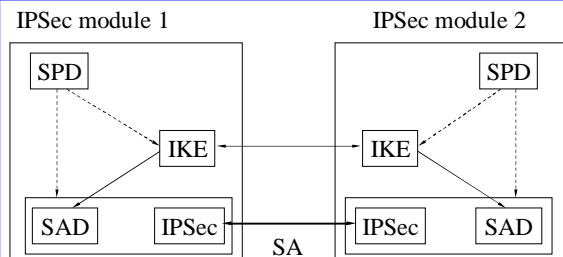 IPSec module 1
IPSec module 2
SPD
SPD
IKE
IKE
SAD
IPSec
IPSec
SAD
SA